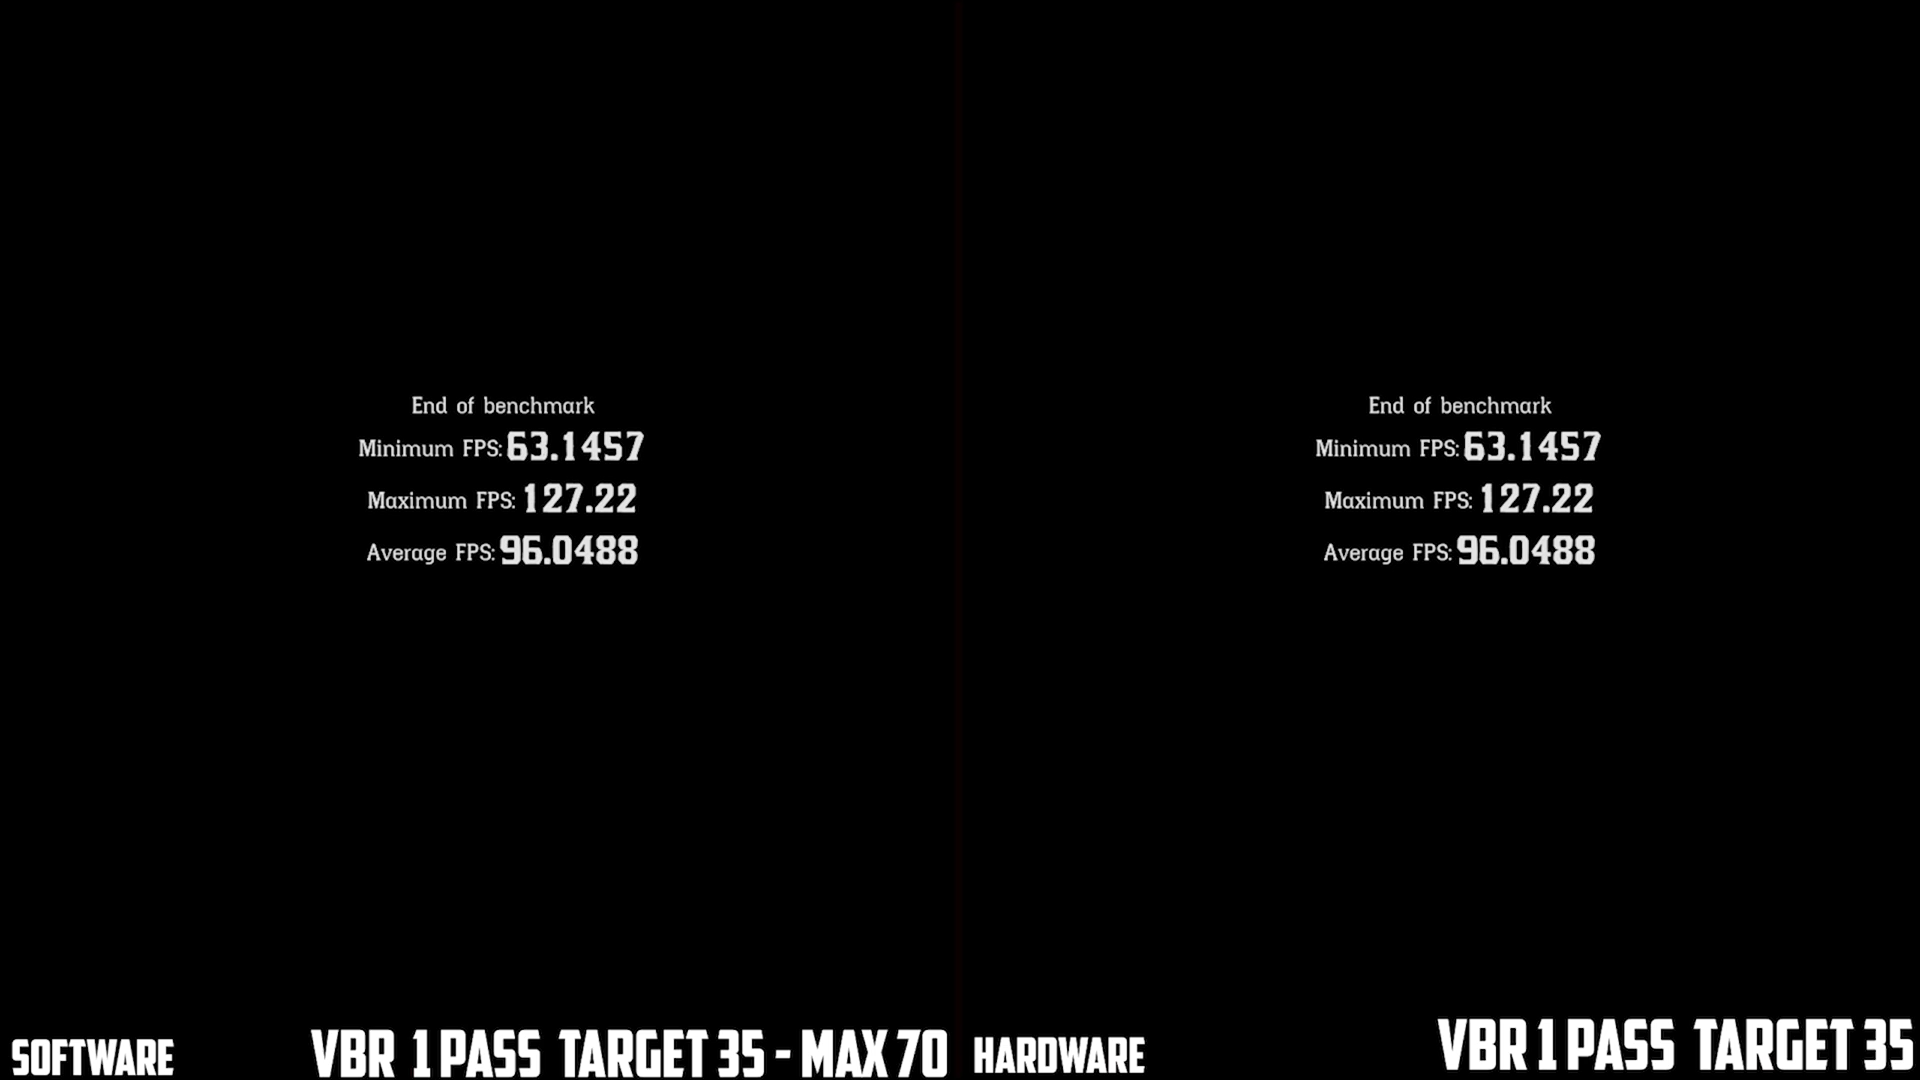 End of benchmark
Minimum FPS: 63.1457
Maximum FPS: 127.22
Average FPS: 96.0488
End of benchmark
Minimum FPS: 63.1457
Maximum FPS: 127.22
Average FPS: 96.0488
SOFTWARE
VBR 1 PASS TARGET 35 - MAX 70
HARDWARE
VBR 1 PASS TARGET 35